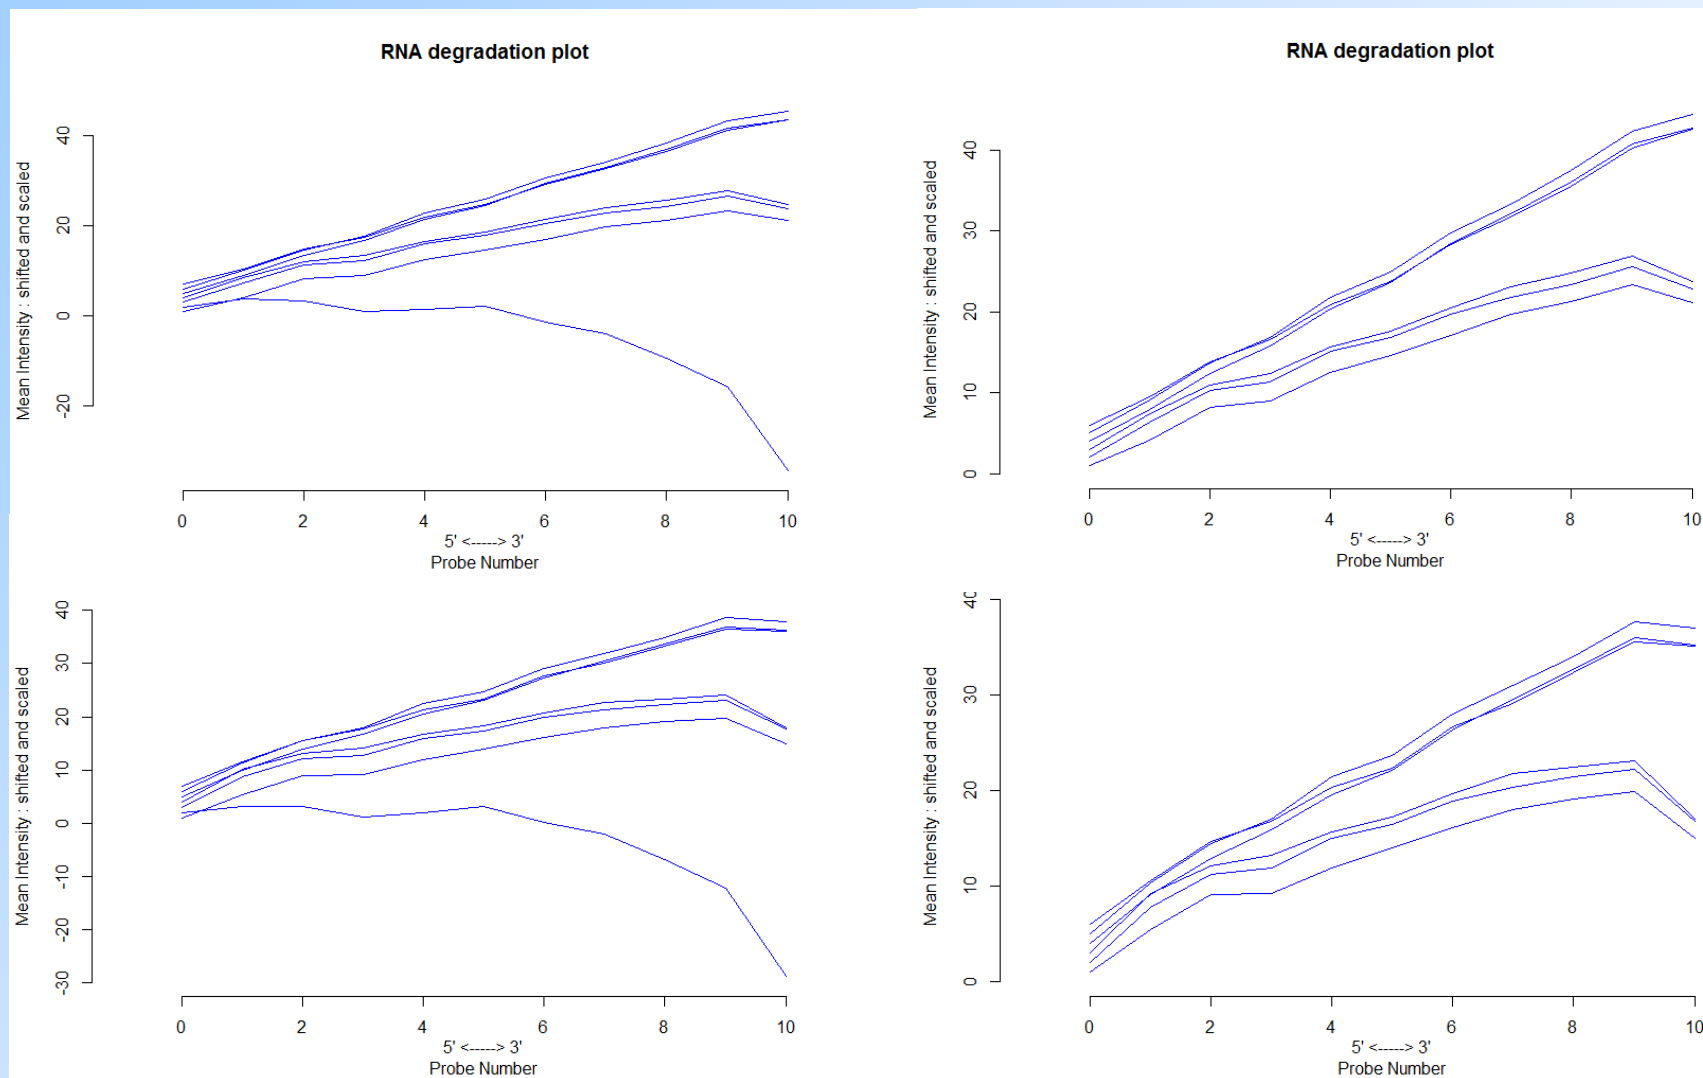 RNA degradation plot
Mean Intensity : shifted and scaled
40
20
0
-20
0 2 4 6 8 10
5' <-----> 3'
Probe Number
RNA degradation plot
Mean Intensity : shifted and scaled
40
30
20
10
0
0 2 4 6 8 10
5' <-----> 3'
Probe Number
Mean Intensity : shifted and scaled
40
30
20
10
0
-10
-20
-30
0 2 4 6 8 10
5' <-----> 3'
Probe Number
Mean Intensity : shifted and scaled
40
30
20
10
0
0 2 4 6 8 10
5' <-----> 3'
Probe Number